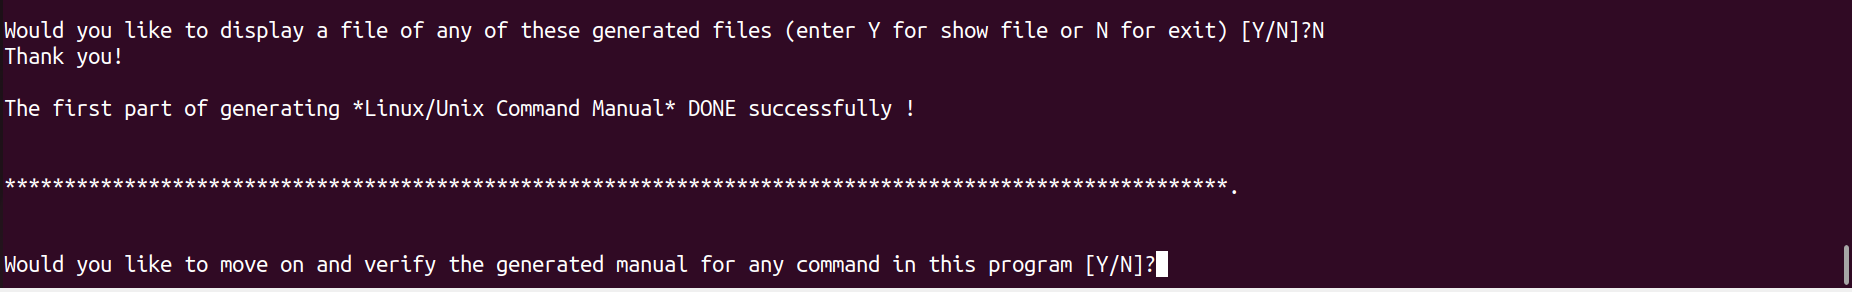 Would you like to display a file of any of these generated files (enter Y for show file or N for exit) [Y/N]?N
Thank you!
The first part of generating *Linux/Unix Command Manual* DONE successfully !
******************************************************************************************************.
Would you like to move on and verify the generated manual for any command in this program [Y/N]?